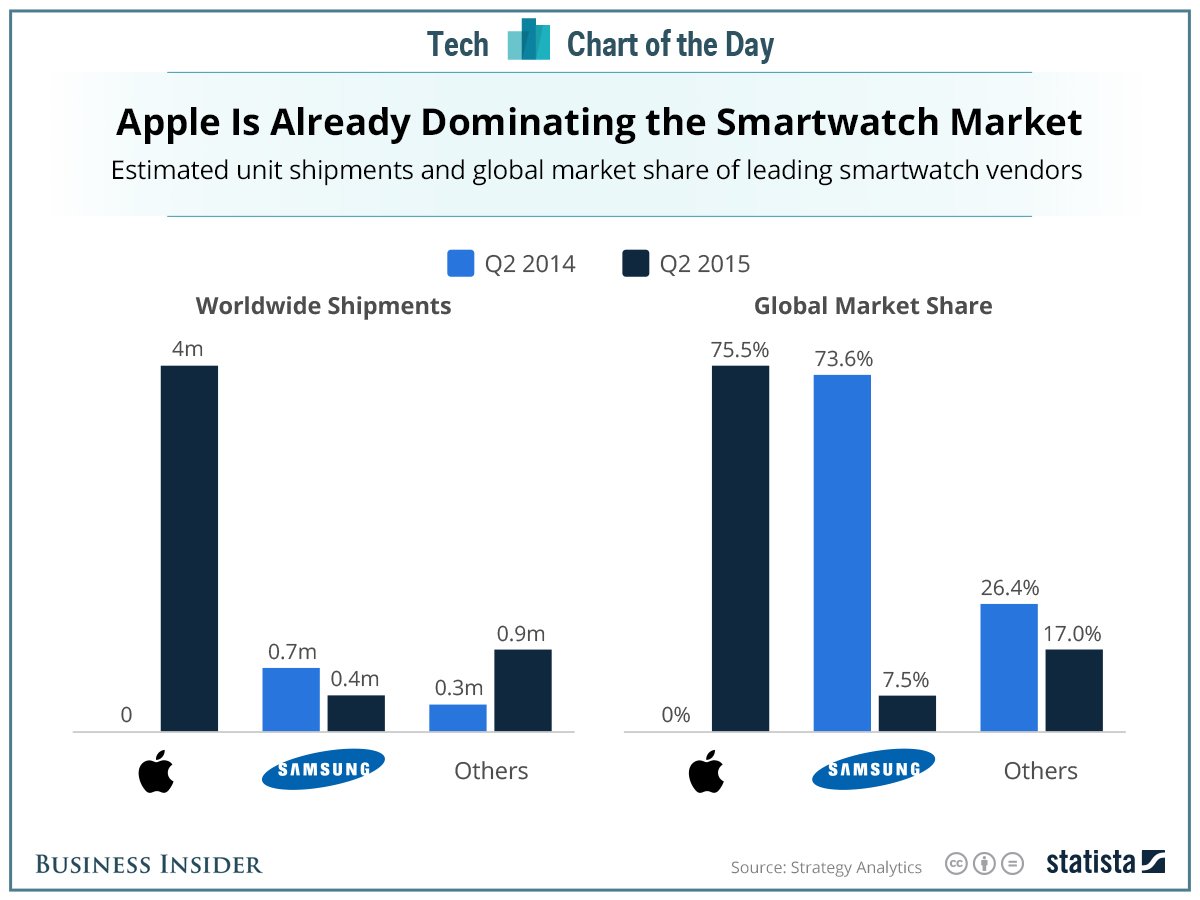 Tech Chart of the Day
Apple Is Already Dominating the Smartwatch Market
Estimated unit shipments and global market share of leading smartwatch vendors
Q2 2014 Q2 2015
Worldwide Shipments
4m
0.7m
0.4m
0.3m
0.9m
0
SAMSUNG
Others
Global Market Share
75.5%
73.6%
26.4%
17.0%
7.5%
0%
SAMSUNG
Others
BUSINESS INSIDER
Source: Strategy Analytics
cc
statista